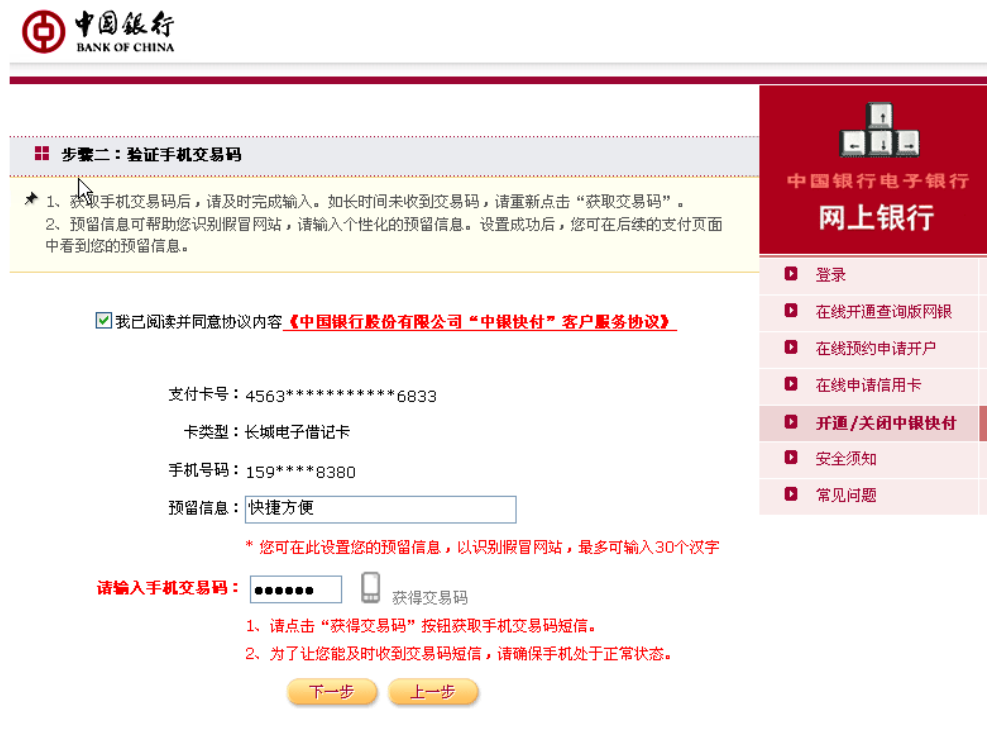 中国银行
BANK OF CHINA
步骤二：验证手机交易码
1、获取手机交易码后，请及时完成输入。如长时间未收到交易码，请重新点击“获取交易码”。
2、预留信息可帮助您识别假冒网站，请输入个性化的预留信息。设置成功后，您可在后续的支付页面
中看到您的预留信息。
我已阅读并同意协议内容《中国银行股份有限公司“中银快付”客户服务协议》
支付卡号：4563***********6833
卡类型：长城电子借记卡
手机号码：159****8380
预留信息：快捷方便
* 您可在此设置您的预留信息，以识别假冒网站，最多可输入30个汉字
请输入手机交易码：●●●●●● 获得交易码
1、请点击“获得交易码”按钮获取手机交易码短信。
2、为了让您能及时收到交易码短信，请确保手机处于正常状态。
下一步 上一步
中国银行电子银行
网上银行
登录
在线开通查询版网银
在线预约申请开户
在线申请信用卡
开通/关闭中银快付
安全须知
常见问题